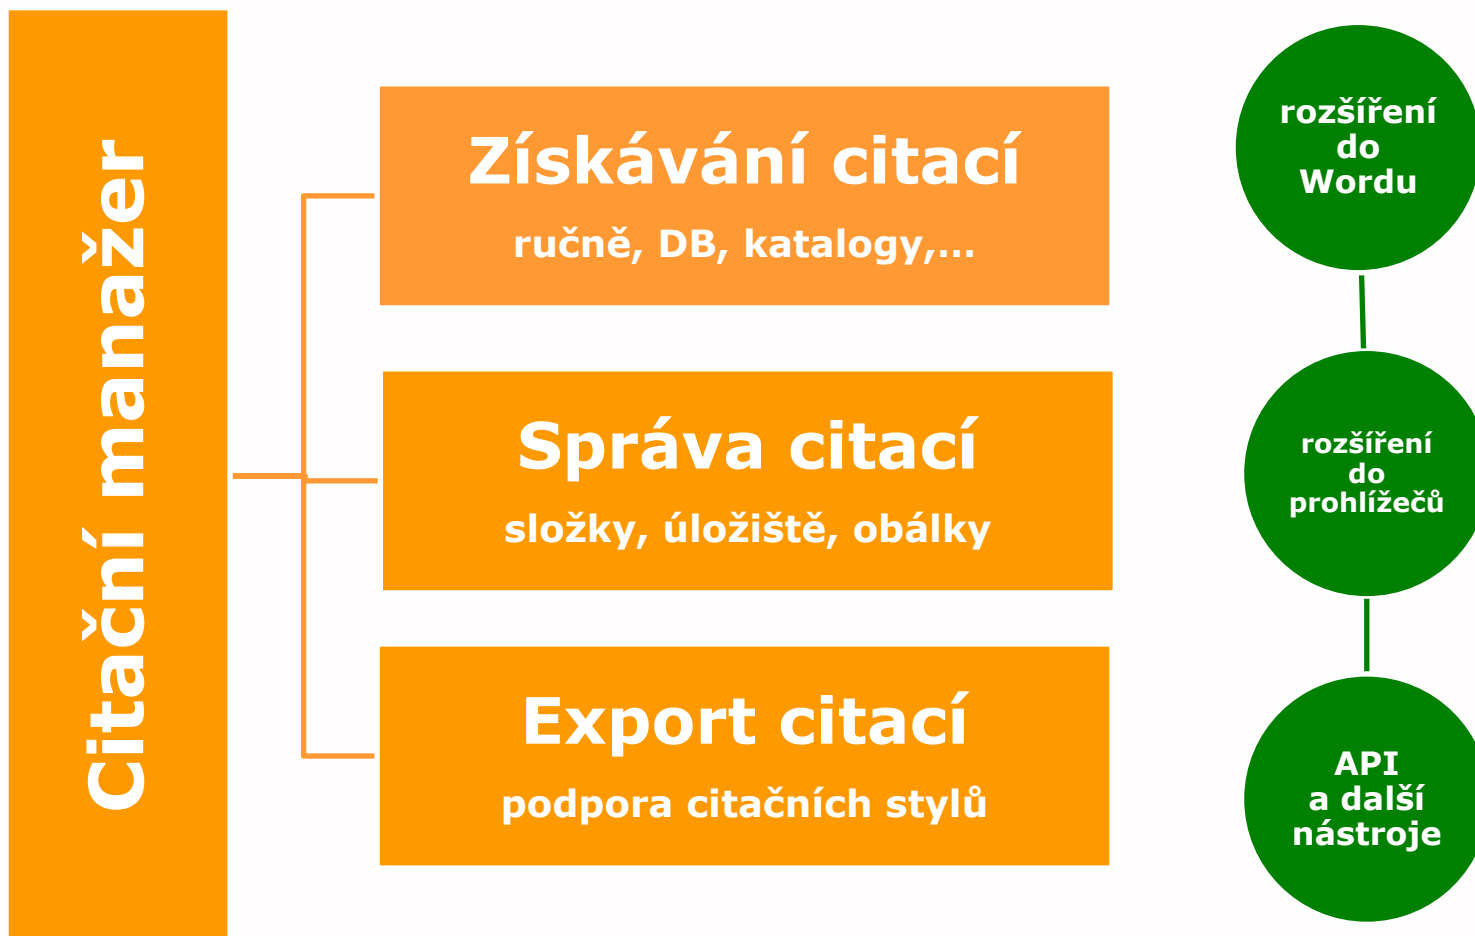 Citační manažer
Získávání citací
ručně, DB, katalogy,...
Správa citací
složky, úložiště, obálky
Export citací
podpora citačních stylů
rozšíření
do
Wordu
rozšíření
do
prohlížečů
API
a další
nástroje